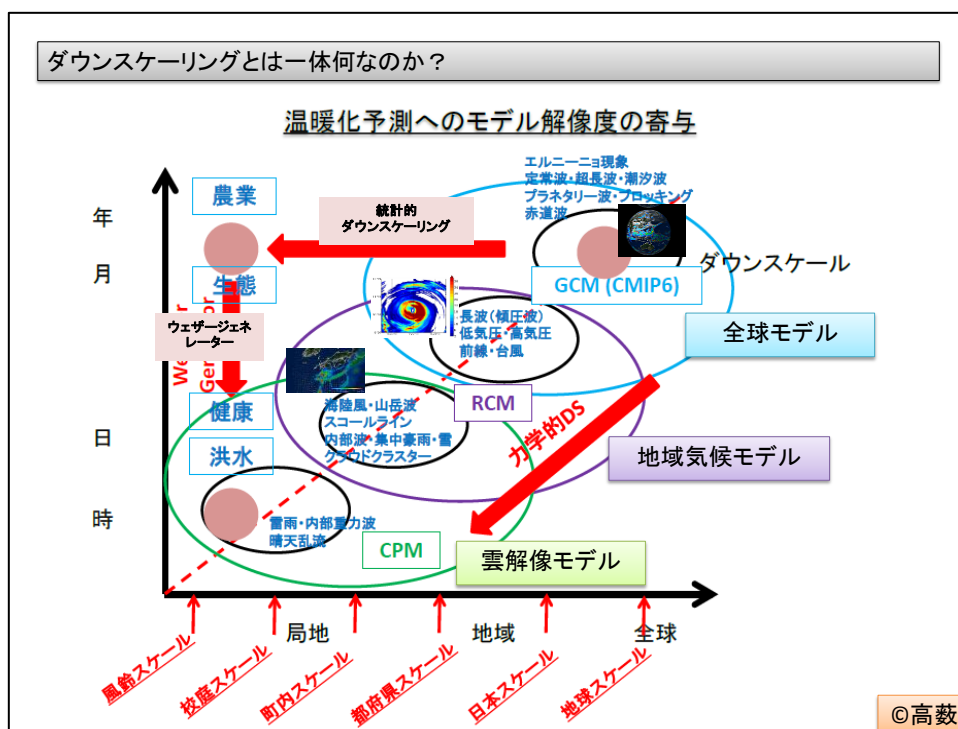 ダウンスケーリングとは一体何なのか？
温暖化予測へのモデル解像度の寄与
エルニーニョ現象
定常波・超長波・潮汐波
プラネタリー波・ブロッキング
赤道波
年
月
日
時
農業
生態
統計的
ダウンスケーリング
ダウンスケール
GCM (CMIP6)
全球モデル
ウェザージェネ
レーター
長波（傾圧波）
低気圧・高気圧
前線・台風
健康
洪水
海陸風・山岳波
スコールライン
内部波・集中豪雨・雪
クラウドクラスター
RCM
力学的DS
地域気候モデル
雷雨・内部重力波
晴天乱流
CPM
雲解像モデル
局地
地域
全球
風鈴スケール
校庭スケール
町内スケール
都府県スケール
日本スケール
地球スケール
©高薮